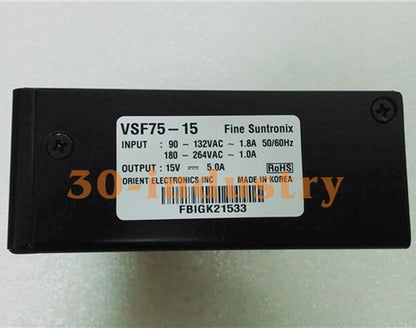 VSF75-15 Fine Suntronix
INPUT : 90 - 132VAC ~ 1.8A 50/60Hz
180 - 264VAC ~ 1.0A
OUTPUT : 15V ⎓ 5.0A RoHS
ORIENT ELECTRONICS INC MADE IN KOREA
30-Industry
FBIGK21533